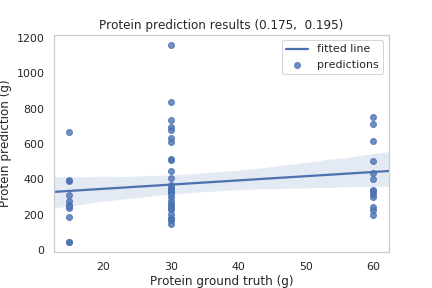 Protein prediction results (0.175,  0.195)
fitted line
predictions
Protein prediction (g)
1200
1000
800
600
400
200
0
20 30 40 50 60
Protein ground truth (g)